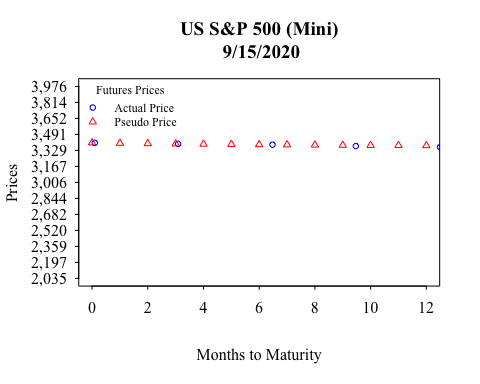 US S&P 500 (Mini)
9/15/2020
Futures Prices
Actual Price
Pseudo Price
Prices
3,976
3,814
3,652
3,491
3,329
3,167
3,006
2,844
2,682
2,520
2,359
2,197
2,035
0 2 4 6 8 10 12
Months to Maturity